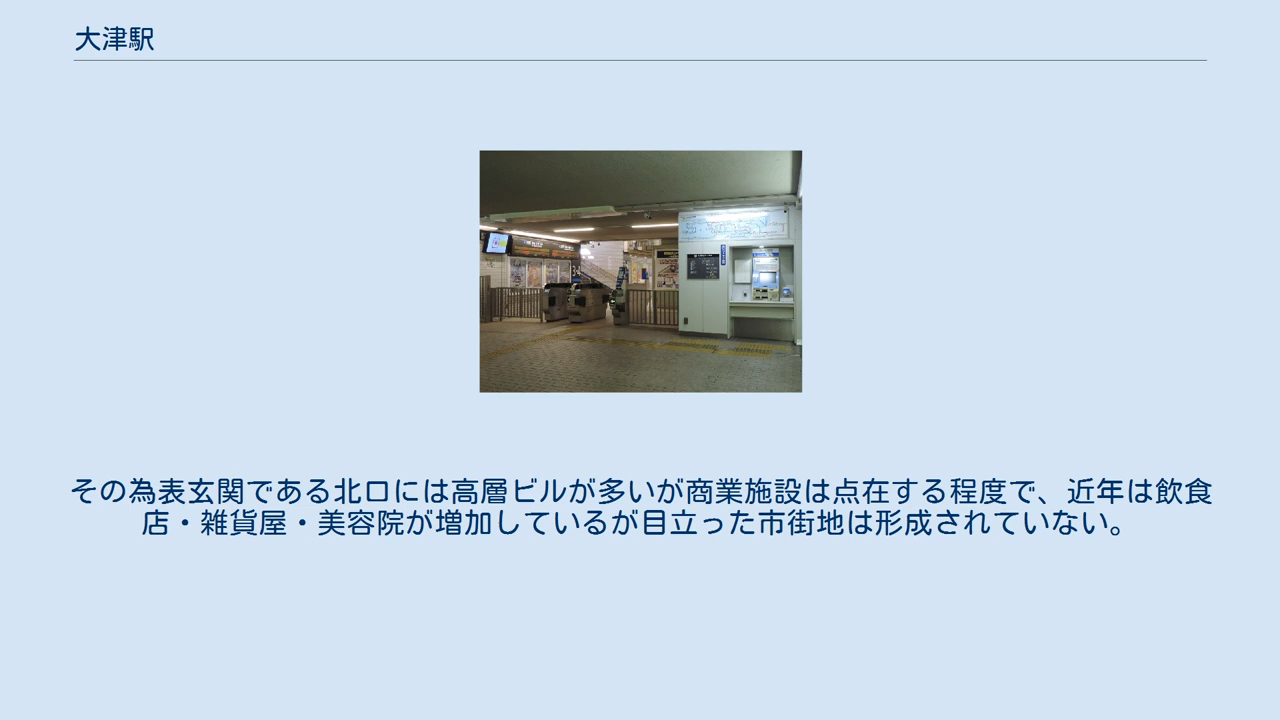 大津駅
その為表玄関である北口には高層ビルが多いが商業施設は点在する程度で、近年は飲食
店・雑貨屋・美容院が増加しているが目立った市街地は形成されていない。